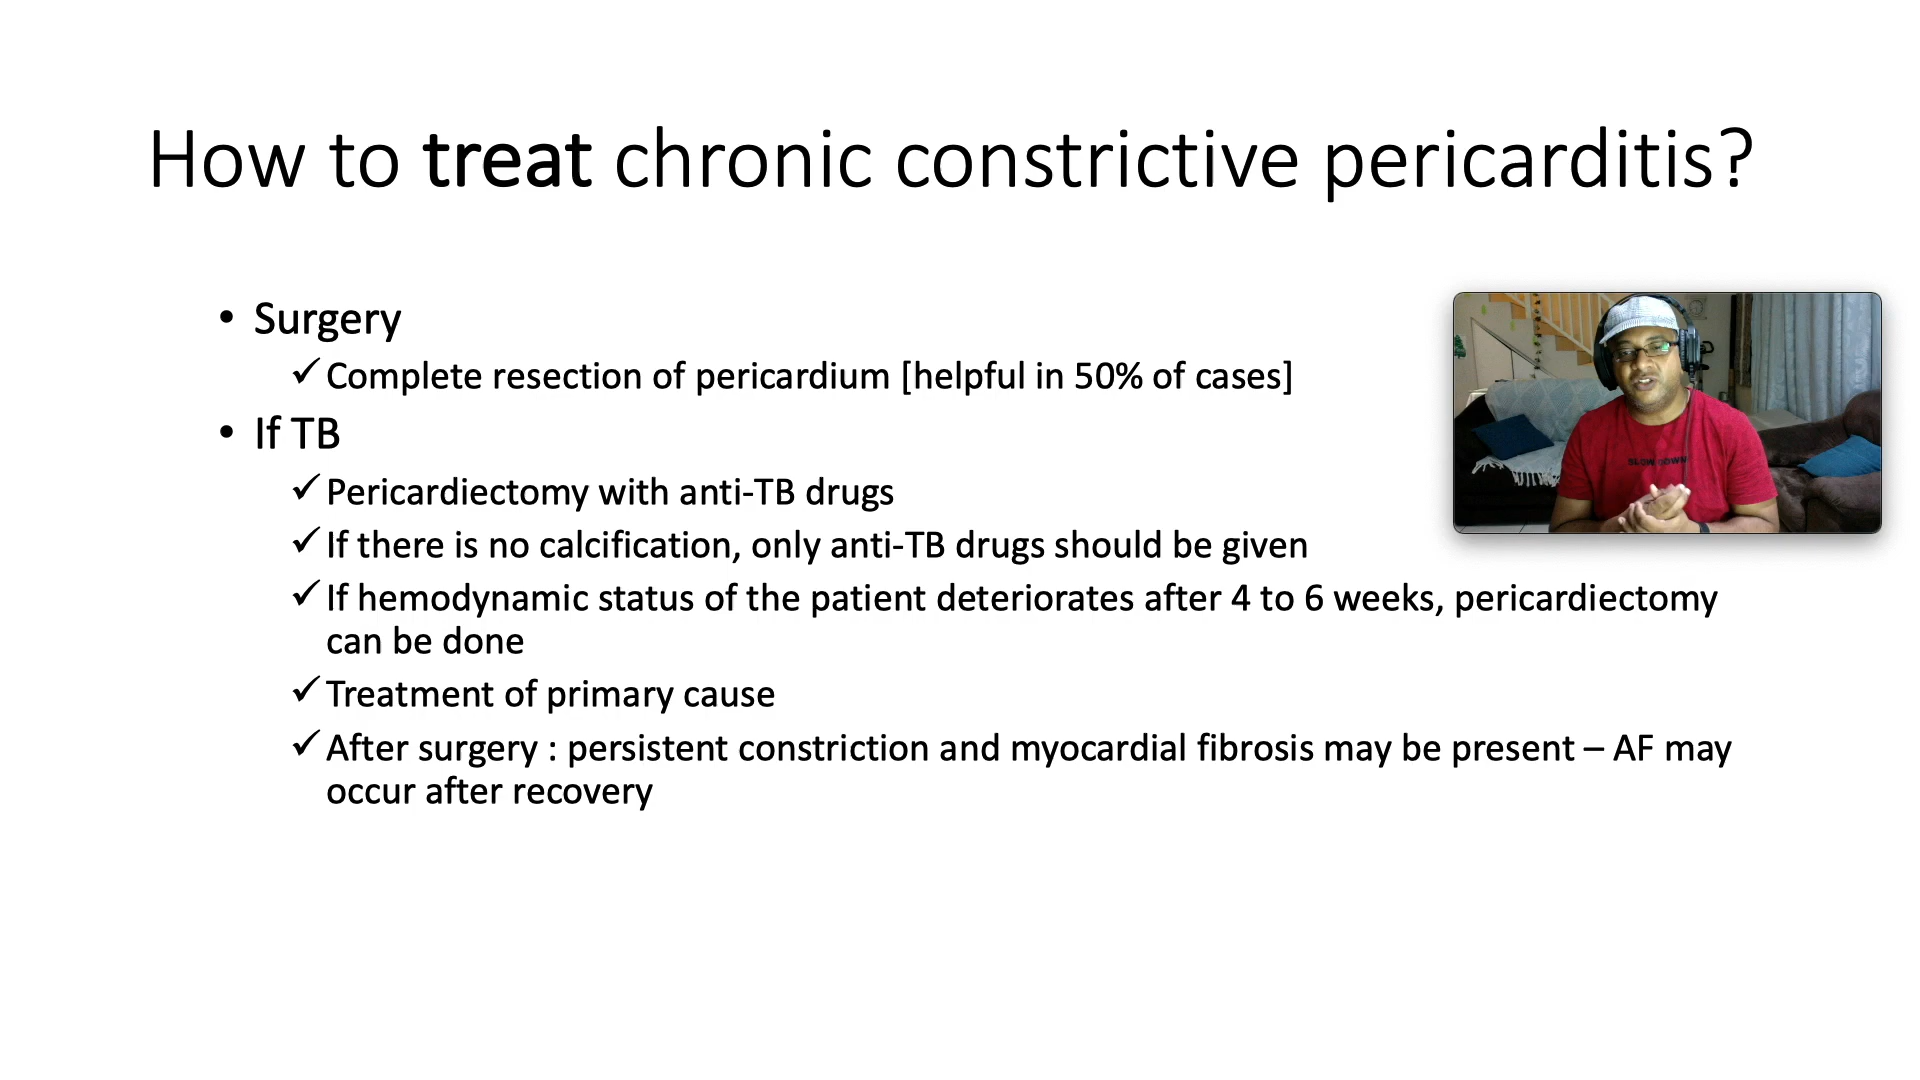 How to treat chronic constrictive pericarditis?
• Surgery
✓ Complete resection of pericardium [helpful in 50% of cases]
• If TB
✓ Pericardiectomy with anti-TB drugs
✓ If there is no calcification, only anti-TB drugs should be given
✓ If hemodynamic status of the patient deteriorates after 4 to 6 weeks, pericardiectomy
can be done
✓ Treatment of primary cause
✓ After surgery : persistent constriction and myocardial fibrosis may be present – AF may
occur after recovery
SLOW DOWN